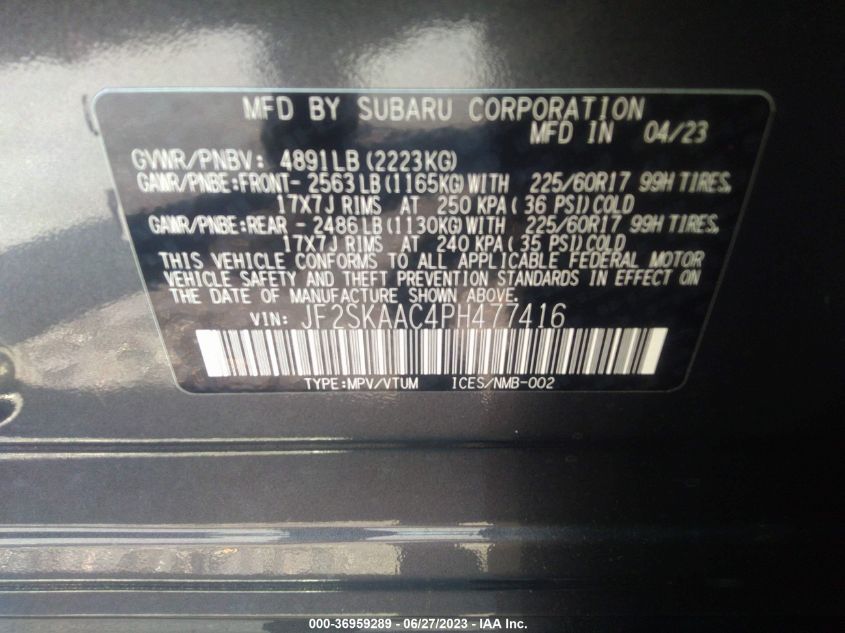 MFD BY SUBARU CORPORATION
MFD IN 04/23
GVWR/PNBV: 4891LB (2223KG)
GAWR/PNBE:FRONT- 2563LB (1165KG) WITH 225/60R17 99H TIRES,
17X7J RIMS AT 250 KPA ( 36 PSI) COLD
GAWR/PNBE:REAR - 2486LB (1130KG) WITH 225/60R17 99H TIRES,
17X7J RIMS AT 240 KPA ( 35 PSI) COLD
THIS VEHICLE CONFORMS TO ALL APPLICABLE FEDERAL MOTOR
VEHICLE SAFETY AND THEFT PREVENTION STANDARDS IN EFFECT ON
THE DATE OF MANUFACTURE SHOWN ABOVE.
VIN: JF2SKAAC4PH477416
TYPE:MPV/VTUM ICES/NMB-002
000-36959289 - 06/27/2023 - IAA Inc.